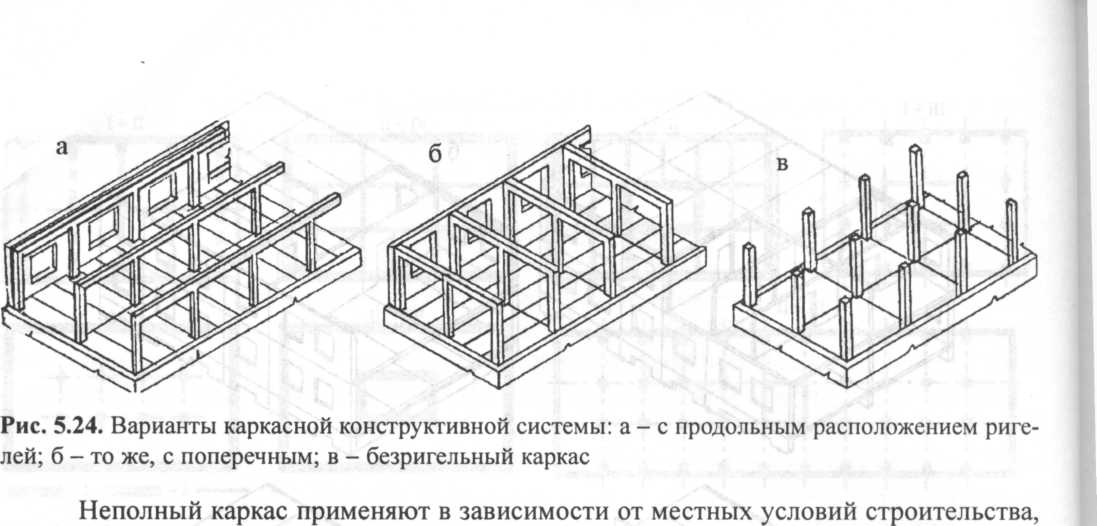 а
б
в
Рис. 5.24. Варианты каркасной конструктивной системы: а – с продольным расположением риге-
лей; б – то же, с поперечным; в – безригельный каркас
Неполный каркас применяют в зависимости от местных условий строительства,